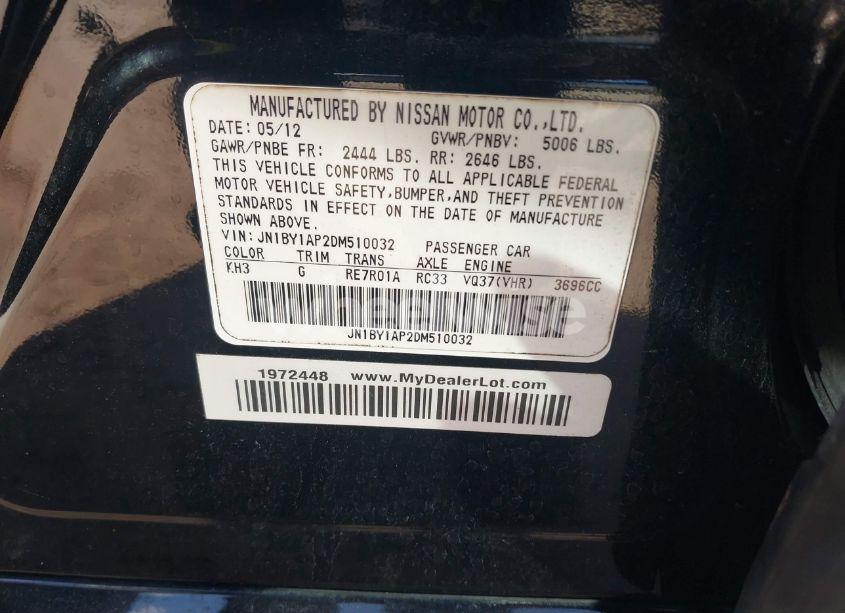 MANUFACTURED BY NISSAN MOTOR CO.,LTD.
DATE: 05/12 GVWR/PNBV: 5006 LBS.
GAWR/PNBE FR: 2444 LBS. RR: 2646 LBS.
THIS VEHICLE CONFORMS TO ALL APPLICABLE FEDERAL
MOTOR VEHICLE SAFETY,BUMPER,AND THEFT PREVENTION
STANDARDS IN EFFECT ON THE DATE OF MANUFACTURE
SHOWN ABOVE.
VIN: JN1BY1AP2DM510032 PASSENGER CAR
COLOR TRIM TRANS AXLE ENGINE
KH3 G RE7R01A RC33 VQ37(VHR) 3696CC
JN1BY1AP2DM510032
1972448 www.MyDealerLot.com